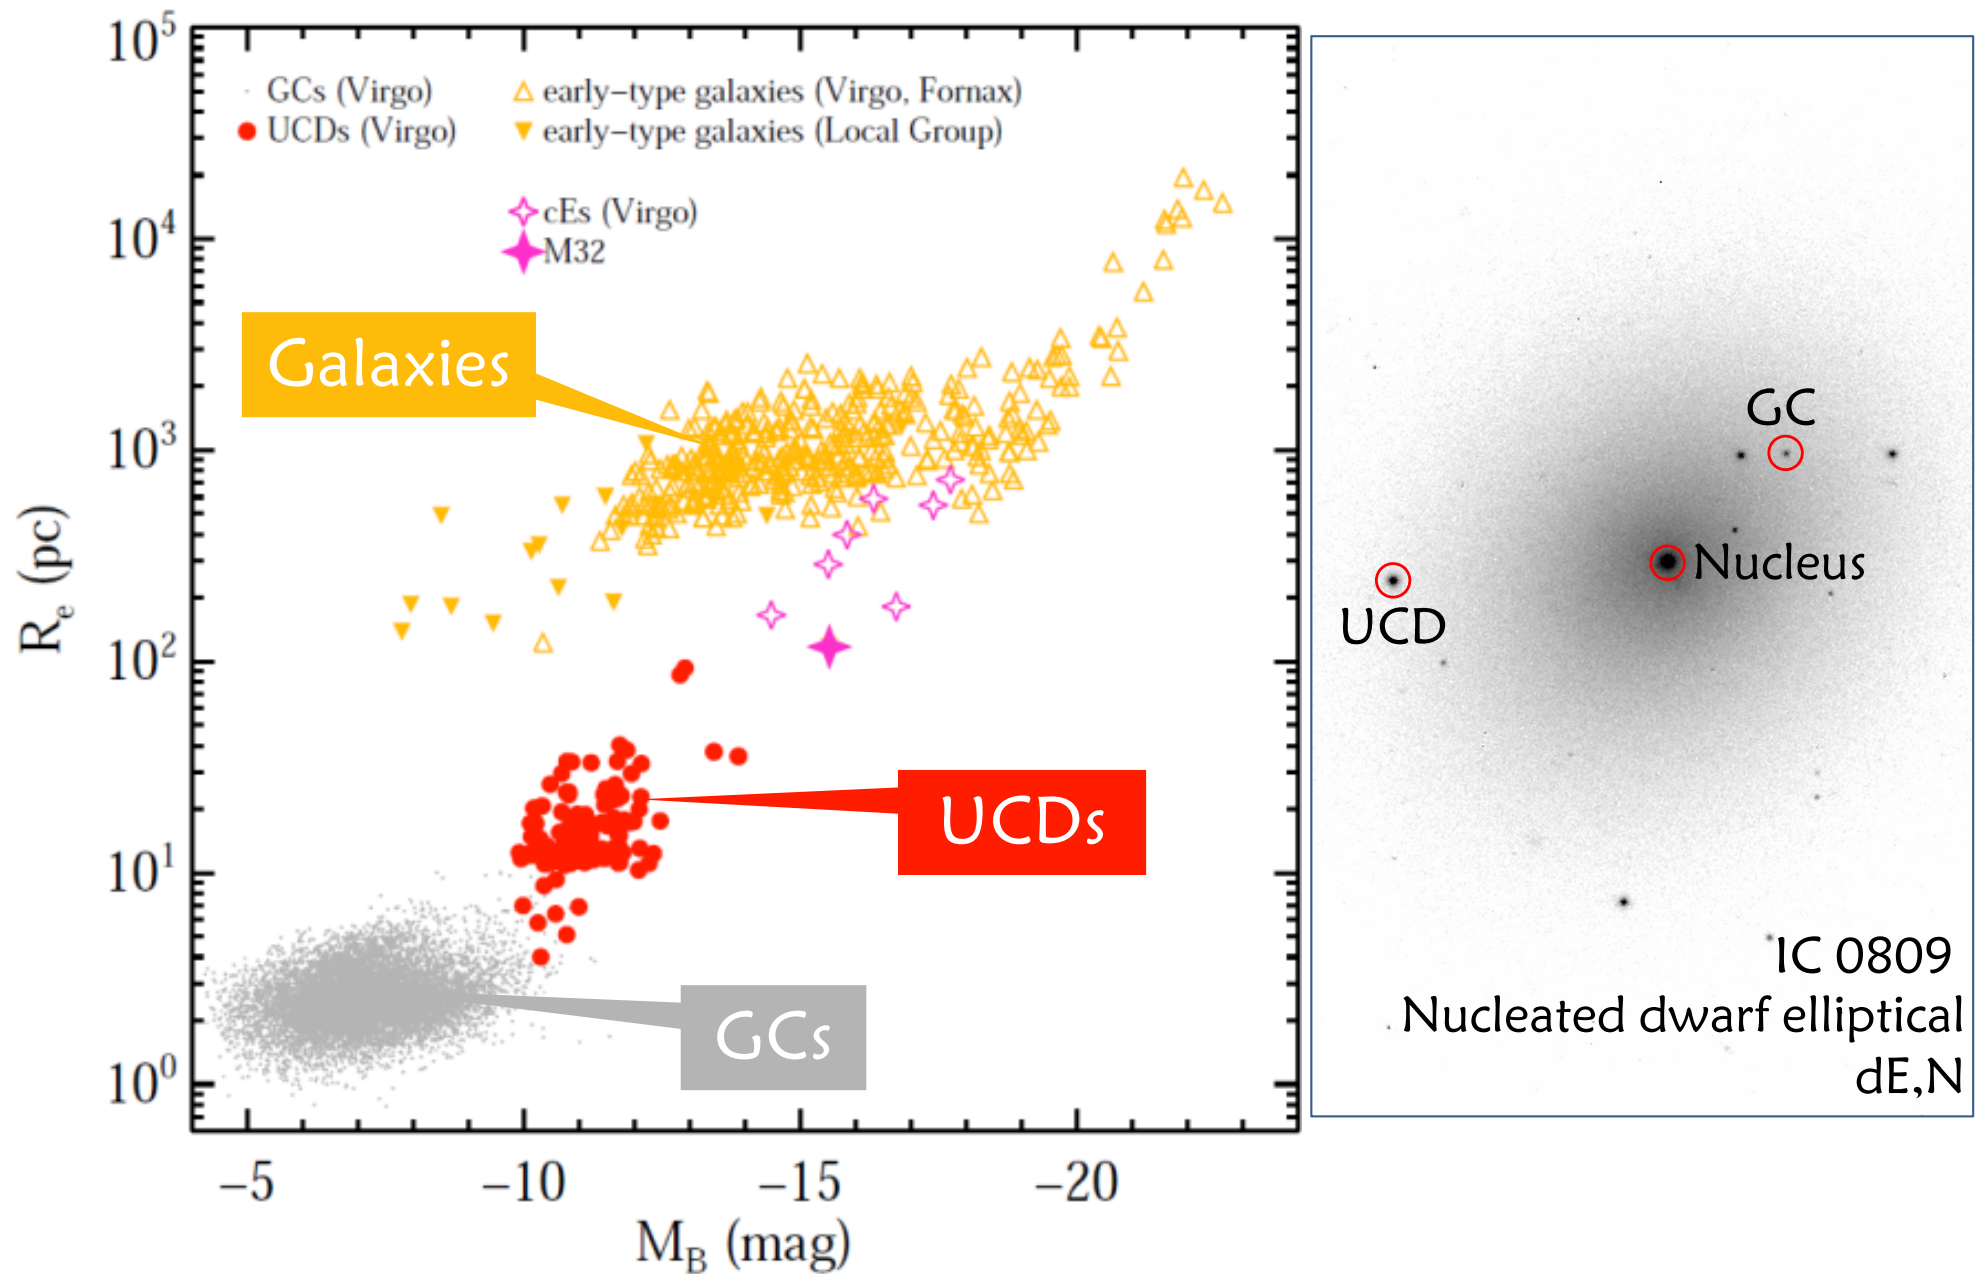 10^5
GCs (Virgo)
early-type galaxies (Virgo, Fornax)
UCDs (Virgo)
early-type galaxies (Local Group)
cEs (Virgo)
10^4
M32
Galaxies
10^3
10^2
UCDs
10^1
GCs
10^0
R_e (pc)
-5
-10
-15
-20
M_B (mag)
GC
Nucleus
UCD
IC 0809
Nucleated dwarf elliptical
dE,N